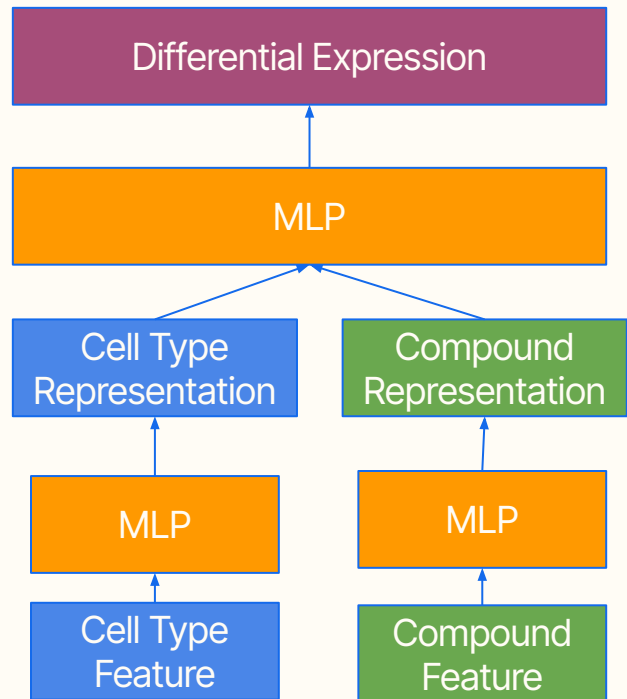 Differential Expression
MLP
Cell Type
Representation
Compound
Representation
MLP
MLP
Cell Type
Feature
Compound
Feature